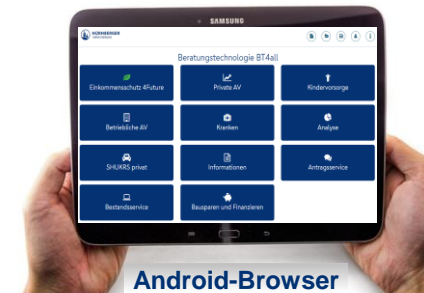 SAMSUNG
NÜRNBERGER
VERSICHERUNG
Beratungstechnologie BT4all
Einkommensschutz 4Future
Private AV
Kindervorsorge
Betriebliche AV
Kranken
Analyse
SHUKRS privat
Informationen
Antragsservice
Bestandsservice
Bausparen und Finanzieren
Android-Browser